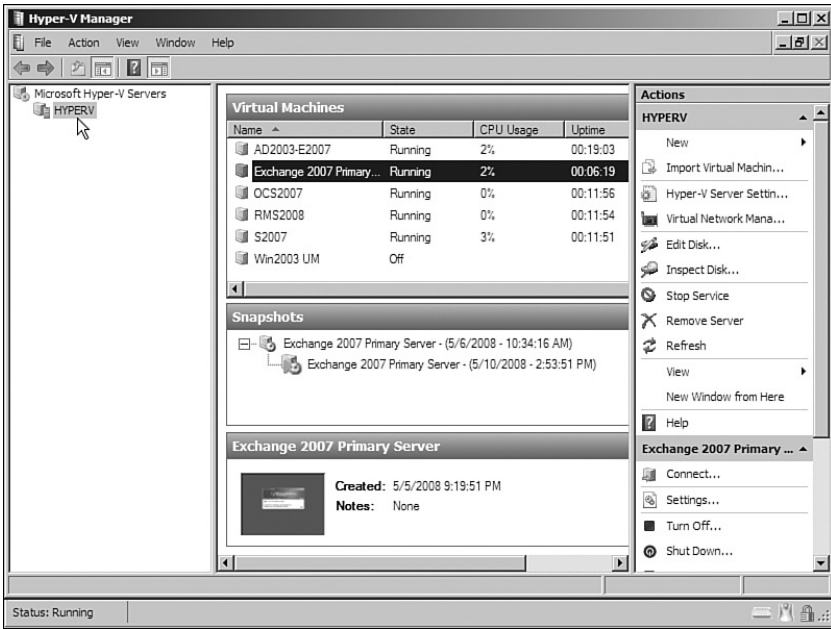 Hyper-V Manager
File Action View Window Help
Microsoft Hyper-V Servers
HYPERV
Virtual Machines
Name State CPU Usage Uptime
AD2003-E2007 Running 2% 00:19:03
Exchange 2007 Primary... Running 2% 00:06:19
OCS2007 Running 0% 00:11:56
RMS2008 Running 0% 00:11:54
S2007 Running 3% 00:11:51
Win2003 UM Off
Snapshots
Exchange 2007 Primary Server - (5/6/2008 - 10:34:16 AM)
Exchange 2007 Primary Server - (5/10/2008 - 2:53:51 PM)
Exchange 2007 Primary Server
Created: 5/5/2008 9:19:51 PM
Notes: None
Actions
HYPERV
New
Import Virtual Machin...
Hyper-V Server Settin...
Virtual Network Mana...
Edit Disk...
Inspect Disk...
Stop Service
Remove Server
Refresh
View
New Window from Here
Help
Exchange 2007 Primary ...
Connect...
Settings...
Turn Off...
Shut Down...
Status: Running